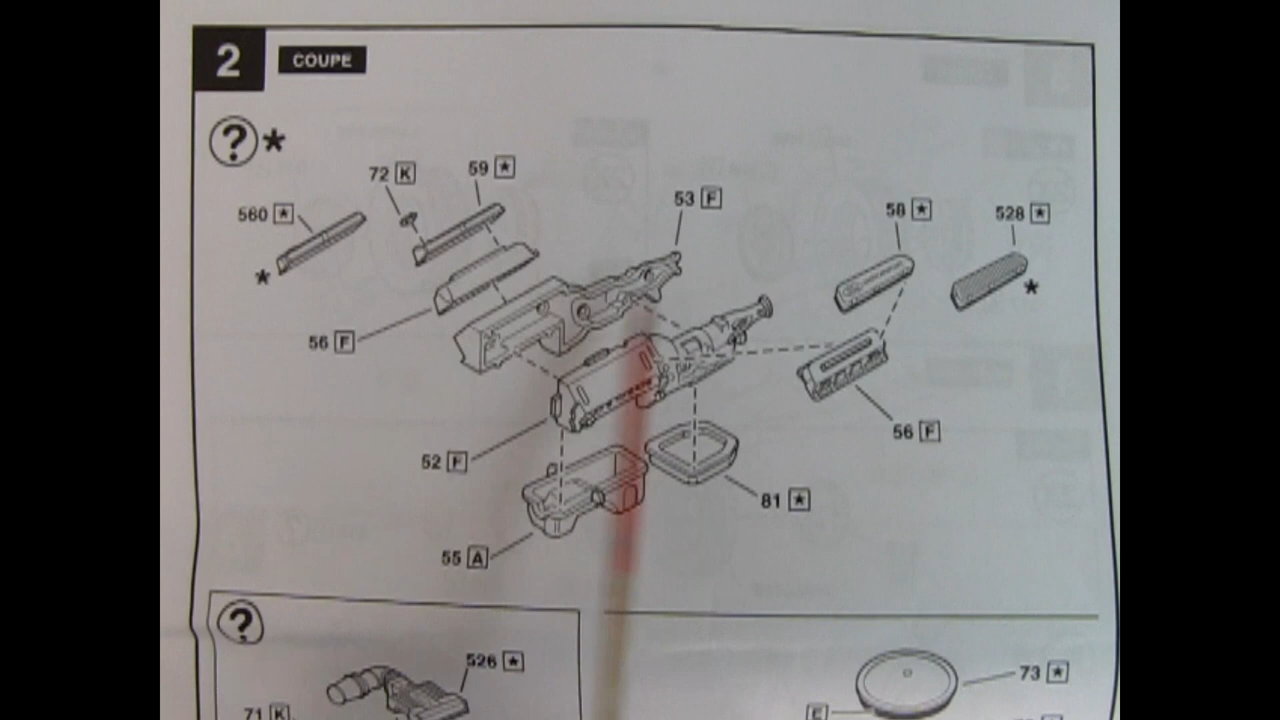 2 COUPE
? *
72 K
59 *
53 F
560 *
58 *
528 *
*
*
56 F
56 F
52 F
81 *
55 A
?
526 *
73 *
71 K
E